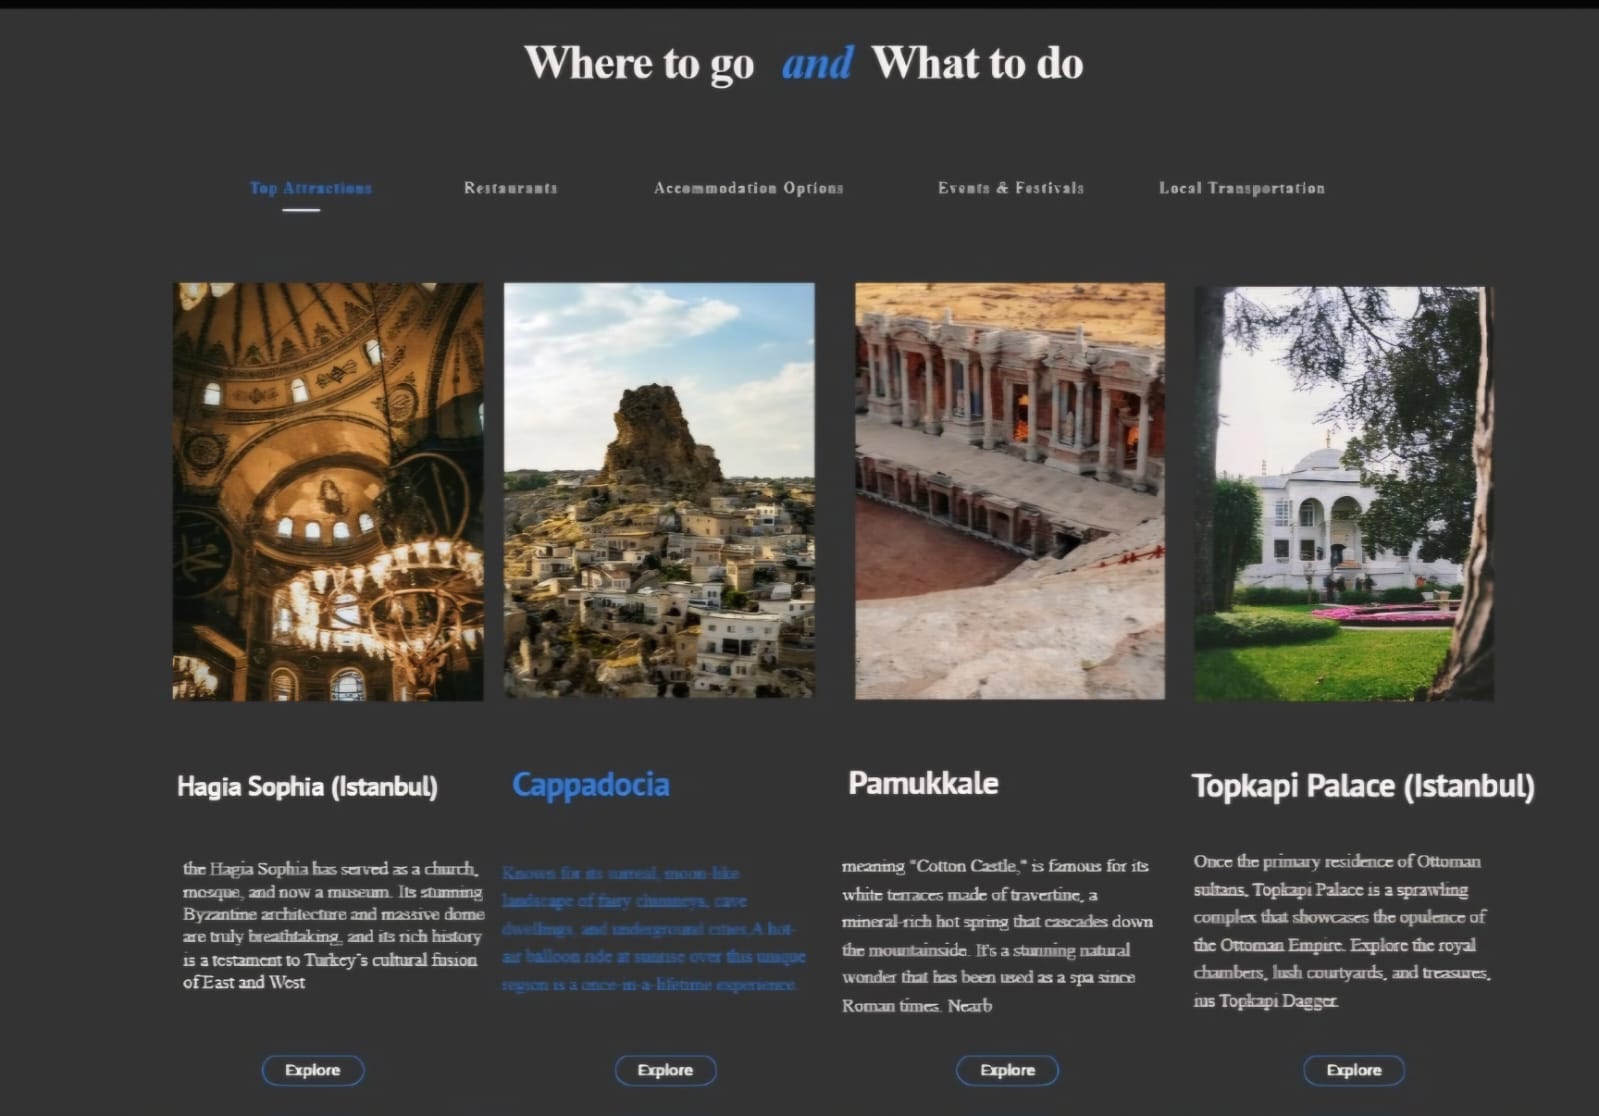 Where to go and What to do
Top Attractions
Restaurants
Accommodation Options
Events & Festivals
Local Transportation
Hagia Sophia (Istanbul)
the Hagia Sophia has served as a church,
mosque, and now a museum. Its stunning
Byzantine architecture and massive dome
are truly breathtaking, and its rich history
is a testament to Turkey's cultural fusion
of East and West
Explore
Cappadocia
Known for its surreal, moon-like
landscape of fairy chimneys, cave
dwellings, and underground cities.A hot-
air balloon ride at sunrise over this unique
region is a once-in-a-lifetime experience.
Explore
Pamukkale
meaning "Cotton Castle," is famous for its
white terraces made of travertine, a
mineral-rich hot spring that cascades down
the mountainside. It's a stunning natural
wonder that has been used as a spa since
Roman times. Nearb
Explore
Topkapi Palace (Istanbul)
Once the primary residence of Ottoman
sultans, Topkapi Palace is a sprawling
complex that showcases the opulence of
the Ottoman Empire. Explore the royal
chambers, lush courtyards, and treasures,
ius Topkapi Dagger.
Explore